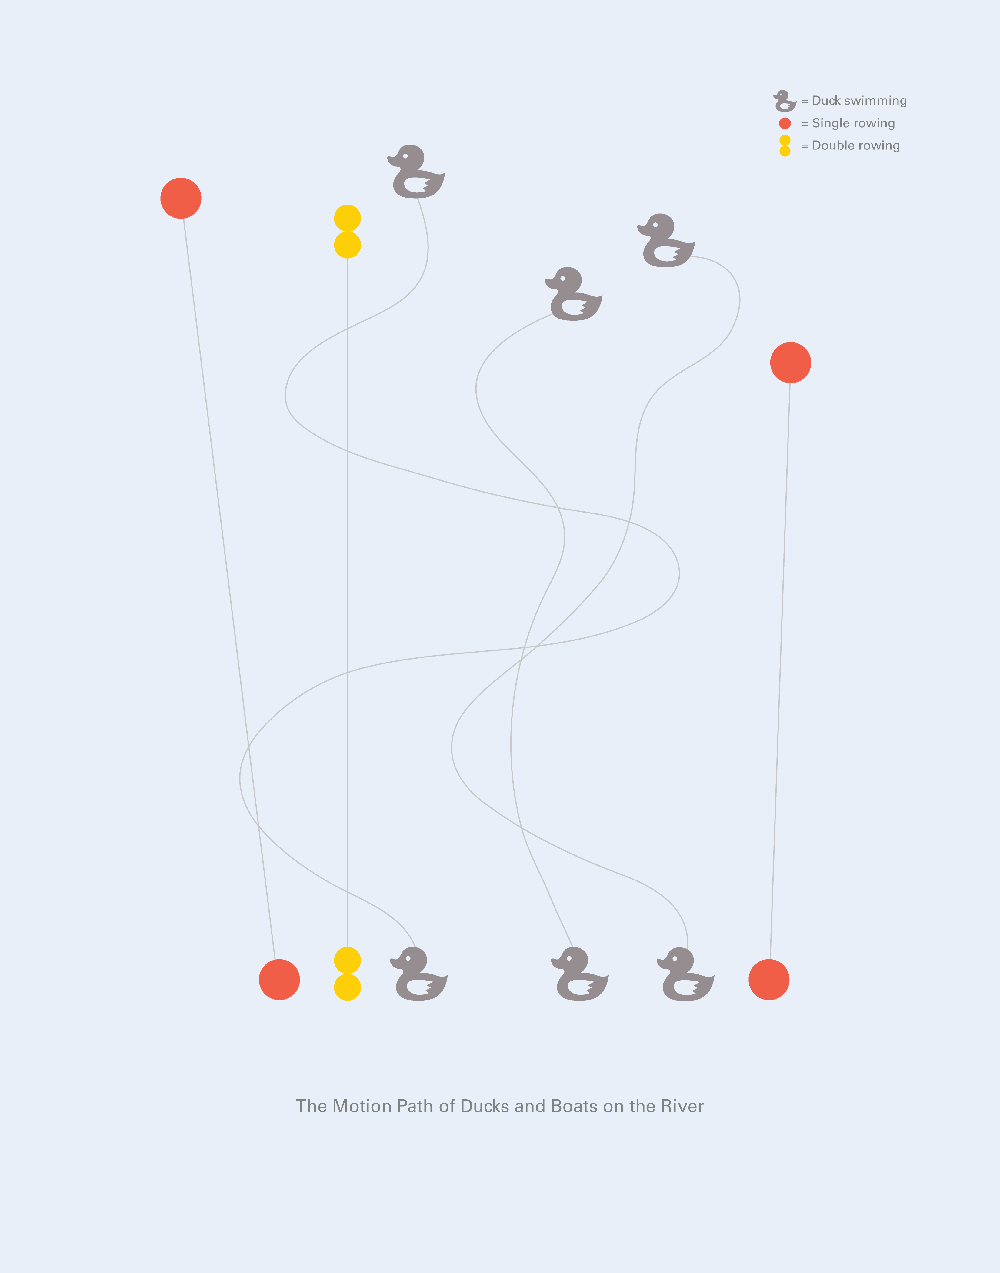 = Duck swimming
= Single rowing
= Double rowing
The Motion Path of Ducks and Boats on the River